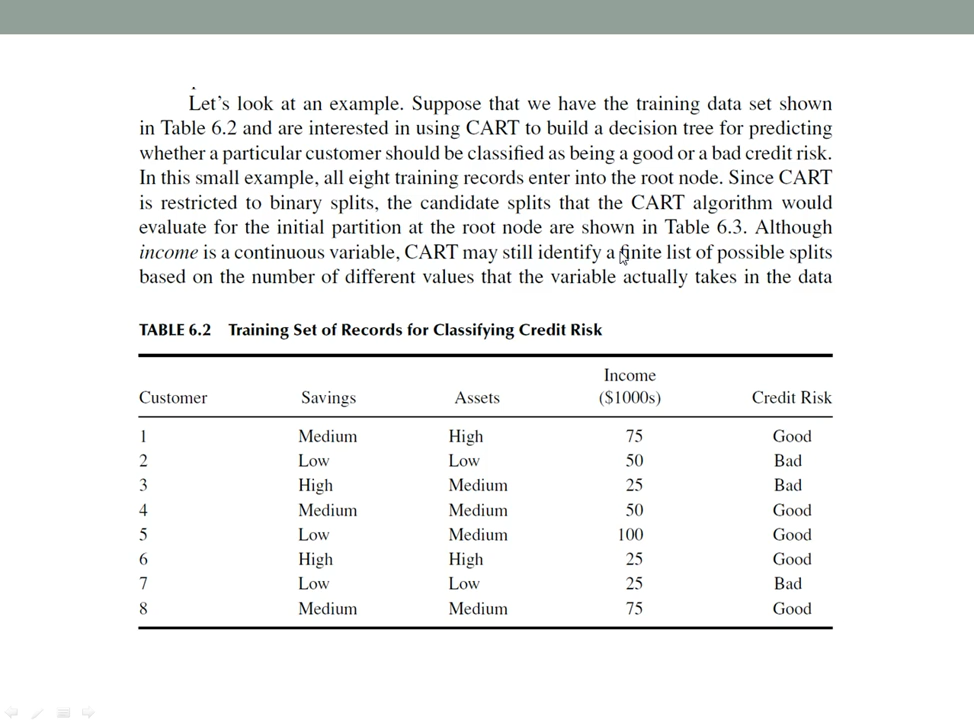 Let's look at an example. Suppose that we have the training data set shown
in Table 6.2 and are interested in using CART to build a decision tree for predicting
whether a particular customer should be classified as being a good or a bad credit risk.
In this small example, all eight training records enter into the root node. Since CART
is restricted to binary splits, the candidate splits that the CART algorithm would
evaluate for the initial partition at the root node are shown in Table 6.3. Although
income is a continuous variable, CART may still identify a finite list of possible splits
based on the number of different values that the variable actually takes in the data
TABLE 6.2 Training Set of Records for Classifying Credit Risk
Income
Customer Savings Assets ($1000s) Credit Risk
1 Medium High 75 Good
2 Low Low 50 Bad
3 High Medium 25 Bad
4 Medium Medium 50 Good
5 Low Medium 100 Good
6 High High 25 Good
7 Low Low 25 Bad
8 Medium Medium 75 Good